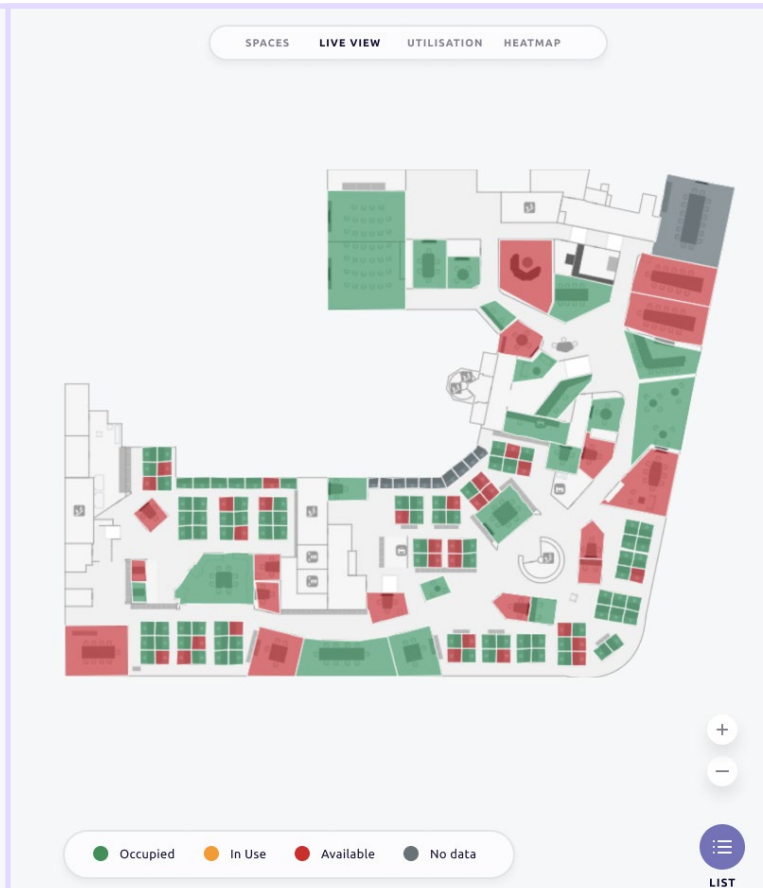 SPACES LIVE VIEW UTILISATION HEATMAP
Occupied In Use Available No data
LIST